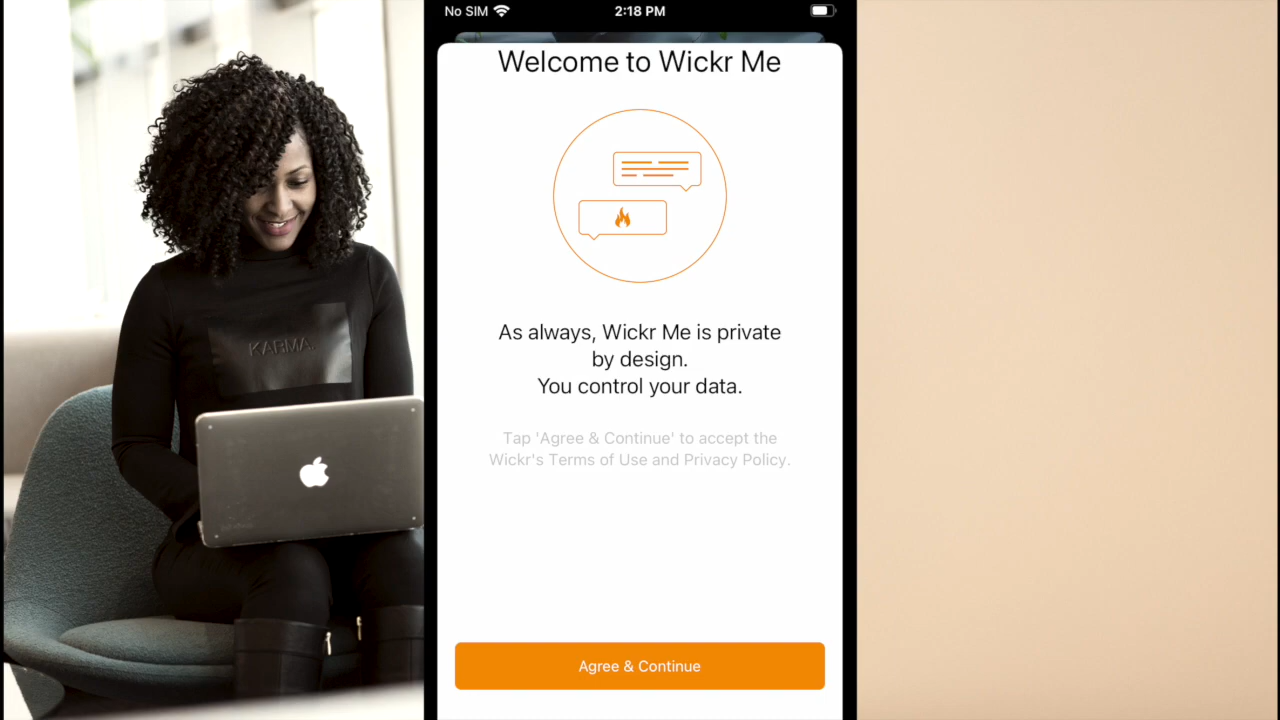 No SIM
2:18 PM
Welcome to Wickr Me
As always, Wickr Me is private
by design.
You control your data.
Tap 'Agree & Continue' to accept the
Wickr's Terms of Use and Privacy Policy.
Agree & Continue
KARMA.